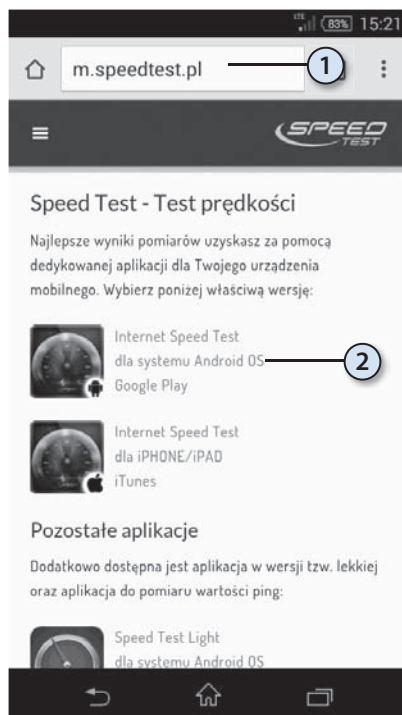 LTE 83% 15:21
m.speedtest.pl
1
SPEED
TEST
Speed Test - Test prędkości
Najlepsze wyniki pomiarów uzyskasz za pomocą
dedykowanej aplikacji dla Twojego urządzenia
mobilnego. Wybierz poniżej właściwą wersję:
Internet Speed Test
dla systemu Android OS
2
Google Play
Internet Speed Test
dla iPHONE/iPAD
iTunes
Pozostałe aplikacje
Dodatkowo dostępna jest aplikacja w wersji tzw. lekkiej
oraz aplikacja do pomiaru wartości ping:
Speed Test Light
dla systemu Android OS